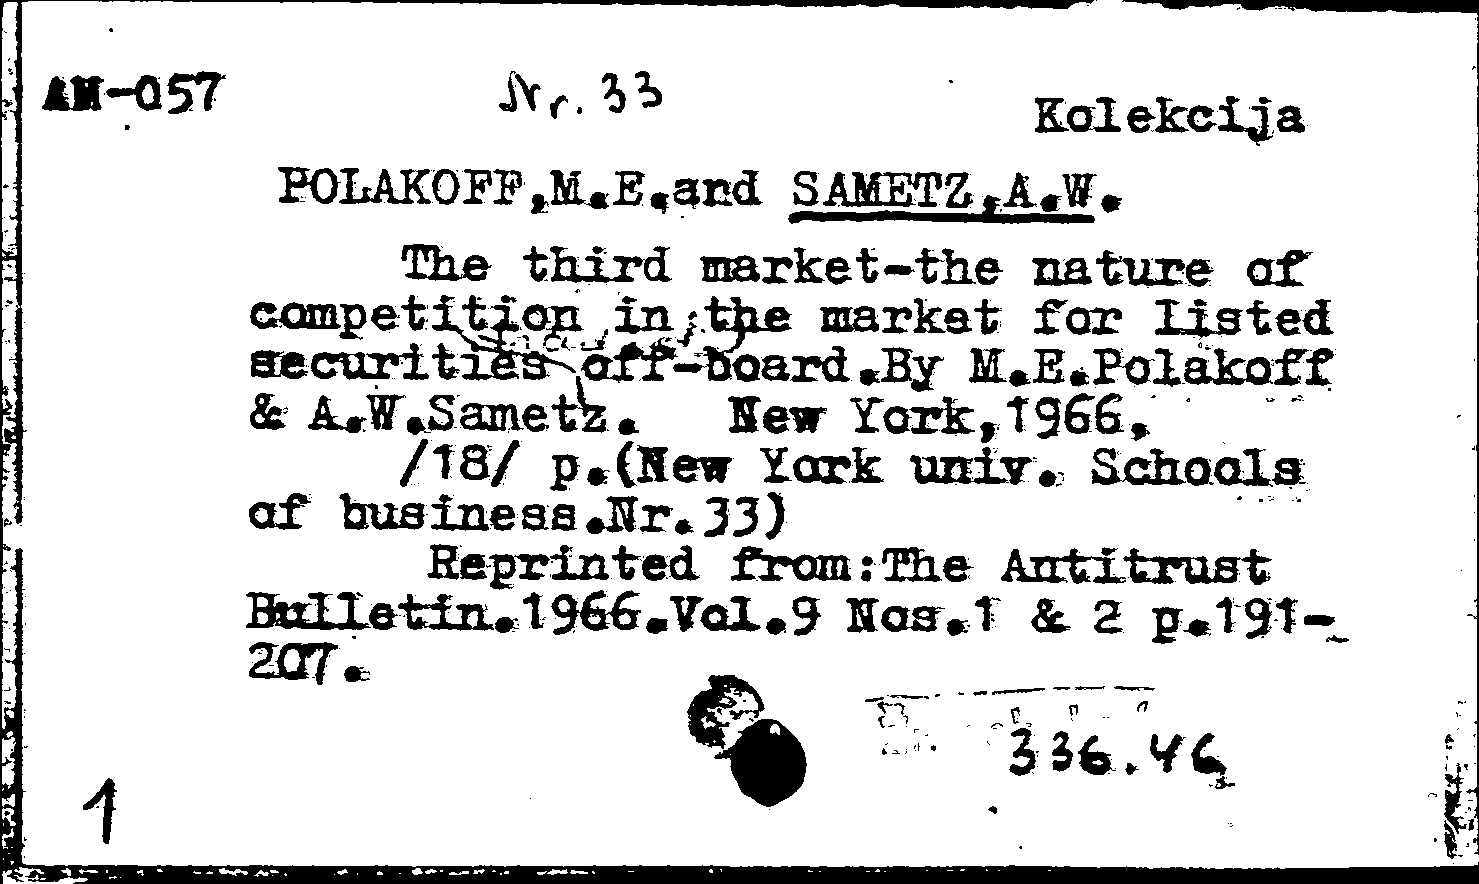 AM-057
Nr. 33
Kolekcija
POLAKOFF,M.E.and SAMETZ,A.W.
The third market-the nature of
competition in the market for listed
securities off-board.By M.E.Polakoff
& A.W.Sametz. New York,1966.
/18/ p.(New York univ. Schools
of business.Nr.33)
Reprinted from:The Antitrust
Bulletin.1966.Vol.9 Nos.1 & 2 p.191-
207.
336.46
1